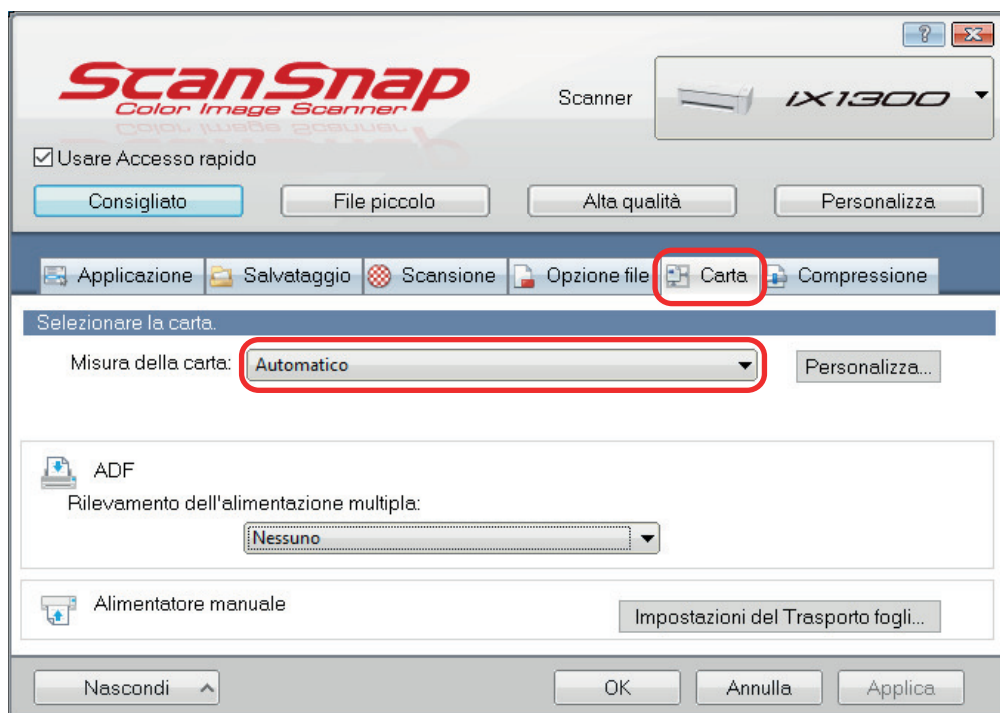 ScanSnap
Color Image Scanner
Scanner iX1300
Usare Accesso rapido
Consigliato File piccolo Alta qualità Personalizza
Applicazione Salvataggio Scansione Opzione file Carta Compressione
Selezionare la carta.
Misura della carta: Automatico Personalizza...
ADF
Rilevamento dell'alimentazione multipla:
Nessuno
Alimentatore manuale
Impostazioni del Trasporto fogli...
Nascondi OK Annulla Applica